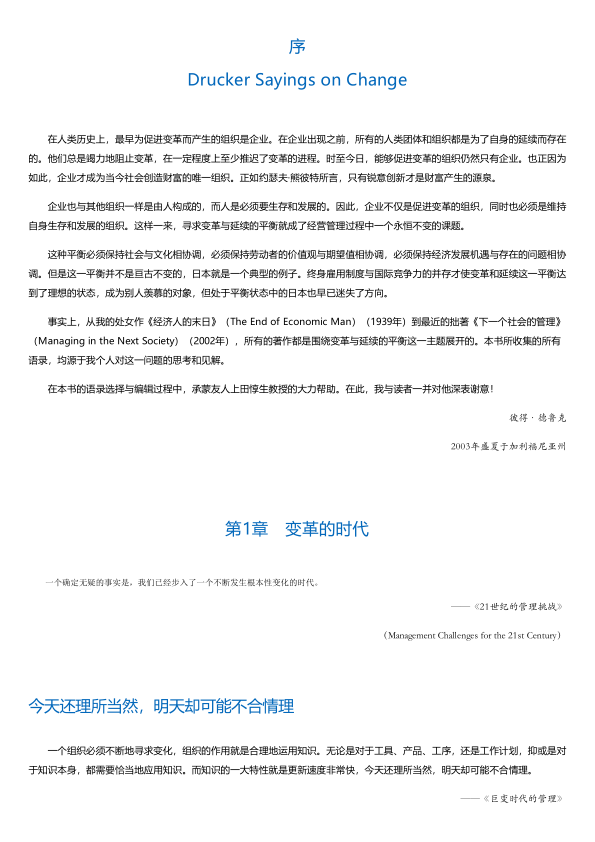 序
Drucker Sayings on Change
在人类历史上，最早为促进变革而产生的组织是企业。在企业出现之前，所有的人类团体和组织都是为了自身的延续而存在
的。他们总是竭力地阻止变革，在一定程度上至少推迟了变革的进程。时至今日，能够促进变革的组织仍然只有企业。也正因为
如此，企业才成为当今社会创造财富的唯一组织。正如约瑟夫·熊彼特所言，只有锐意创新才是财富产生的源泉。
企业也与其他组织一样是由人构成的，而人是必须要生存和发展的。因此，企业不仅是促进变革的组织，同时也必须是维持
自身生存和发展的组织。这样一来，寻求变革与延续的平衡就成了经营管理过程中一个永恒不变的课题。
这种平衡必须保持社会与文化相协调，必须保持劳动者的价值观与期望值相协调，必须保持经济发展机遇与存在的问题相协
调。但是这一平衡并不是亘古不变的，日本就是一个典型的例子。终身雇用制度与国际竞争力的并存才使变革和延续这一平衡达
到了理想的状态，成为别人羡慕的对象，但处于平衡状态中的日本也早已迷失了方向。
事实上，从我的处女作《经济人的末日》（The End of Economic Man）（1939年）到最近的拙著《下一个社会的管理》
（Managing in the Next Society）（2002年），所有的著作都是围绕变革与延续的平衡这一主题展开的。本书所收集的所有
语录，均源于我个人对这一问题的思考和见解。
在本书的语录选择与编辑过程中，承蒙友人上田惇生教授的大力帮助。在此，我与读者一并对他深表谢意！
彼得·德鲁克
2003年盛夏于加利福尼亚州
第1章　变革的时代
一个确定无疑的事实是，我们已经步入了一个不断发生根本性变化的时代。
——《21世纪的管理挑战》
（Management Challenges for the 21st Century）
今天还理所当然，明天却可能不合情理
一个组织必须不断地寻求变化，组织的作用就是合理地运用知识。无论是对于工具、产品、工序，还是工作计划，抑或是对
于知识本身，都需要恰当地应用知识。而知识的一大特性就是更新速度非常快，今天还理所当然，明天却可能不合情理。
——《巨变时代的管理》